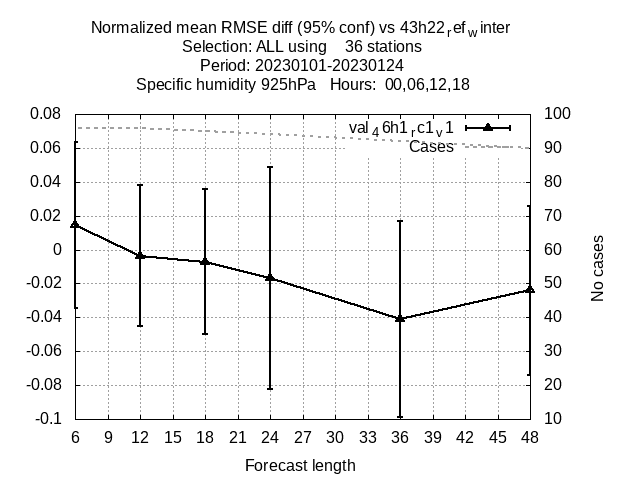 Normalized mean RMSE diff (95% conf) vs 43h22refwinter
Selection: ALL using 36 stations
Period: 20230101-20230124
Specific humidity 925hPa Hours: 00,06,12,18
val46h1rc1v1
Cases
0.08
0.06
0.04
0.02
0
-0.02
-0.04
-0.06
-0.08
-0.1
100
90
80
70
60
50
40
30
20
10
No cases
6 9 12 15 18 21 24 27 30 33 36 39 42 45 48
Forecast length